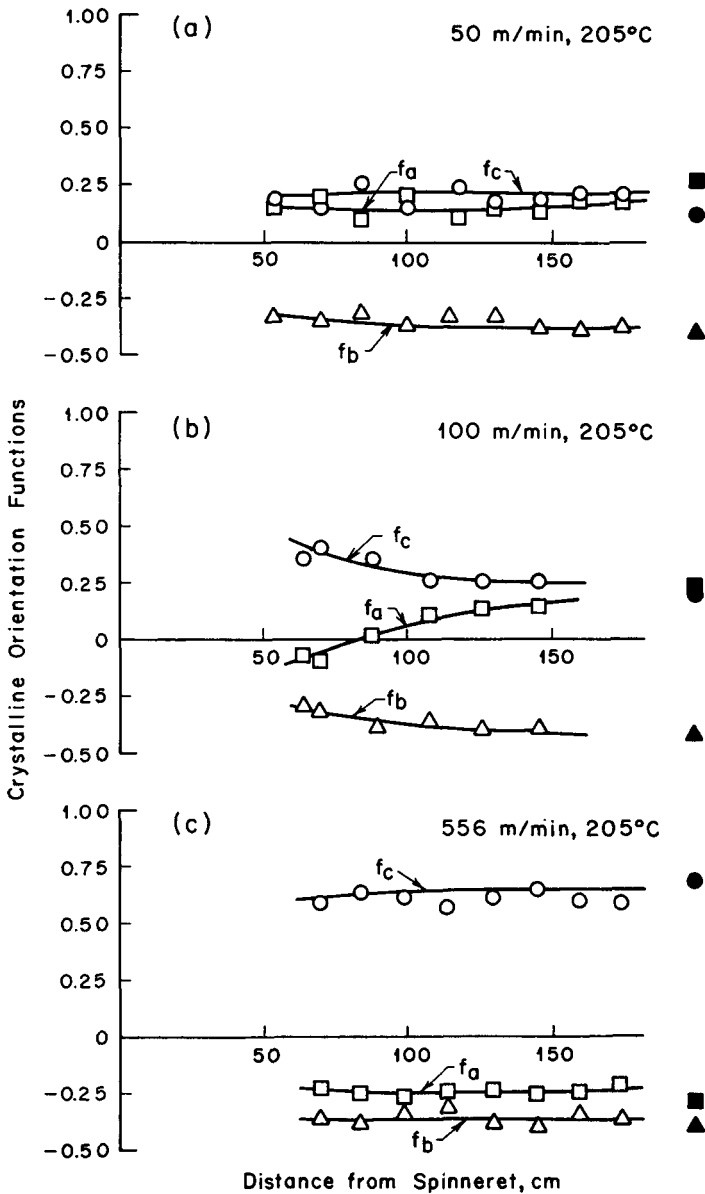 (a)
50 m/min, 205°C
1.00
0.75
0.50
0.25
0
-0.25
-0.50
fa
fc
fb
50
100
150
Crystalline Orientation Functions
(b)
100 m/min, 205°C
1.00
0.75
0.50
0.25
0
-0.25
-0.50
fc
fa
fb
50
100
150
(c)
556 m/min, 205°C
1.00
0.75
0.50
0.25
0
-0.25
-0.50
fc
fa
fb
50
100
150
Distance from Spinneret, cm